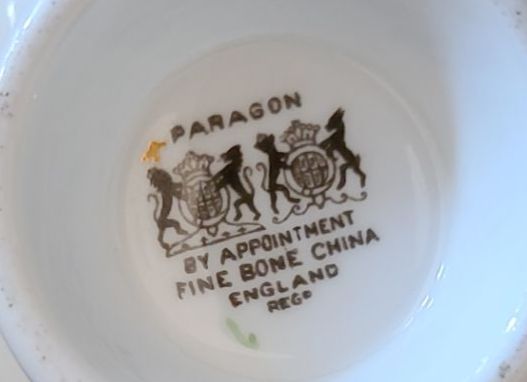 PARAGON
BY APPOINTMENT
FINE BONE CHINA
ENGLAND
REGD